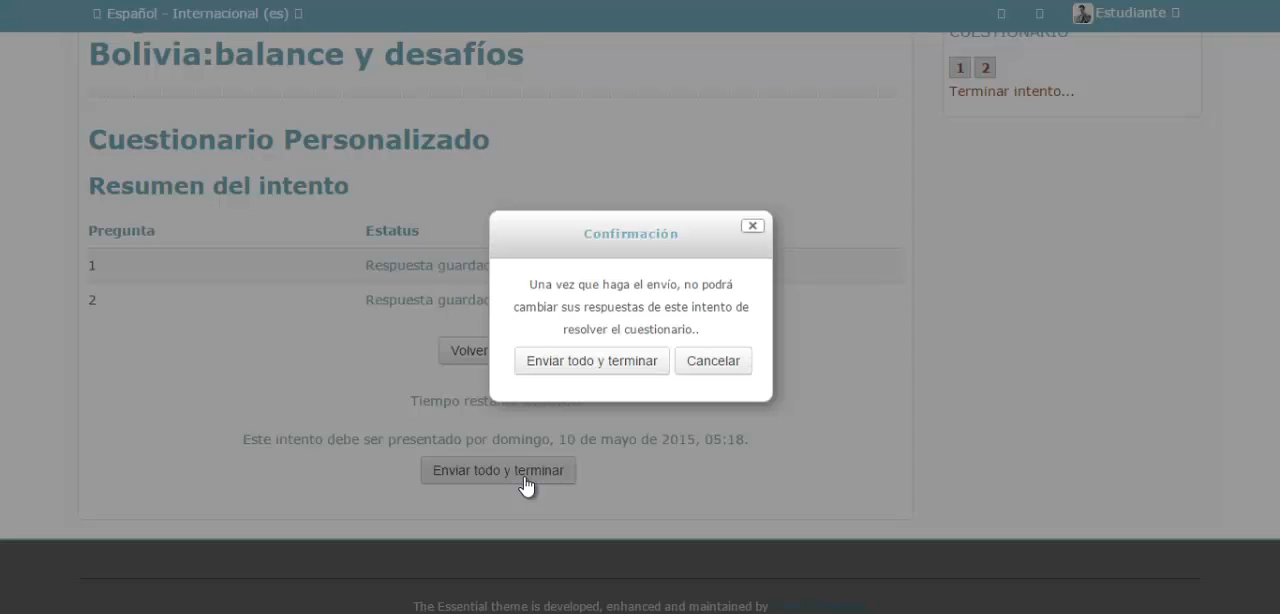 Español - Internacional (es)
Estudiante
Bolivia:balance y desafíos
CUESTIONARIO
1 2
Terminar intento...
Cuestionario Personalizado
Resumen del intento
Pregunta Estatus
1 Respuesta guardad
2 Respuesta guardad
Confirmación
Una vez que haga el envío, no podrá
cambiar sus respuestas de este intento de
resolver el cuestionario..
Enviar todo y terminar Cancelar
Volver
Tiempo rest
Este intento debe ser presentado por domingo, 10 de mayo de 2015, 05:18.
Enviar todo y terminar
The Essential theme is developed, enhanced and maintained by